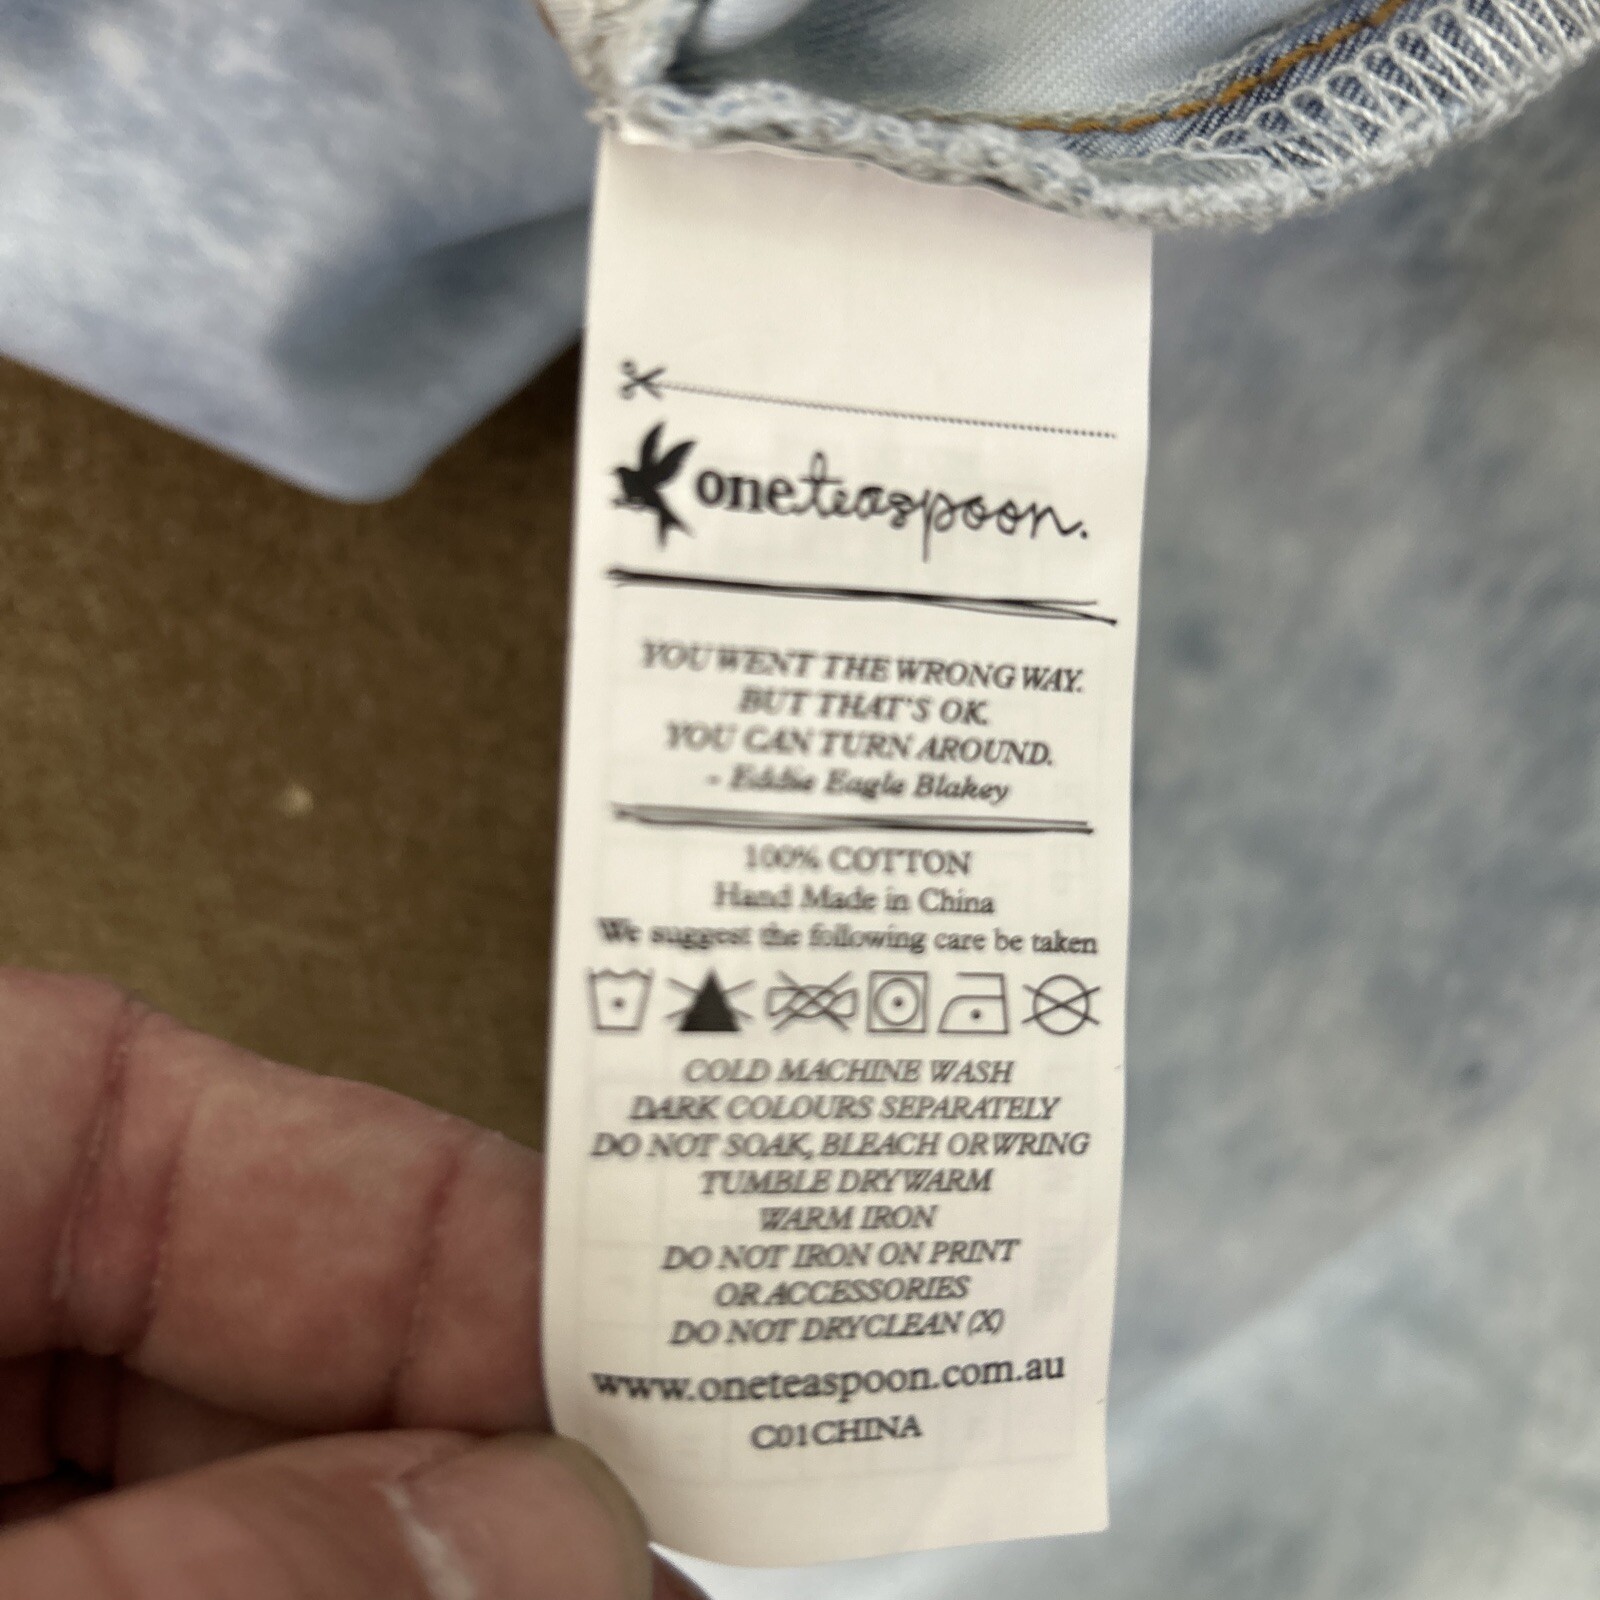 oneteaspoon.
YOU WENT THE WRONG WAY.
BUT THAT'S OK.
YOU CAN TURN AROUND.
- Eddie Eagle Blakey
100% COTTON
Hand Made in China
We suggest the following care be taken
COLD MACHINE WASH
DARK COLOURS SEPARATELY
DO NOT SOAK, BLEACH OR WRING
TUMBLE DRY WARM
WARM IRON
DO NOT IRON ON PRINT
OR ACCESSORIES
DO NOT DRYCLEAN (X)
www.oneteaspoon.com.au
C01CHINA